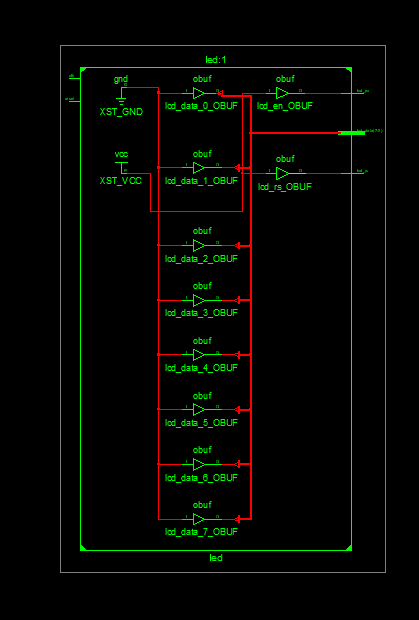 led:1
gnd
XST_GND
vcc
XST_VCC
obuf
lcd_data_0_OBUF
obuf
lcd_en_OBUF
obuf
lcd_data_1_OBUF
obuf
lcd_rs_OBUF
obuf
lcd_data_2_OBUF
obuf
lcd_data_3_OBUF
obuf
lcd_data_4_OBUF
obuf
lcd_data_5_OBUF
obuf
lcd_data_6_OBUF
obuf
lcd_data_7_OBUF
led